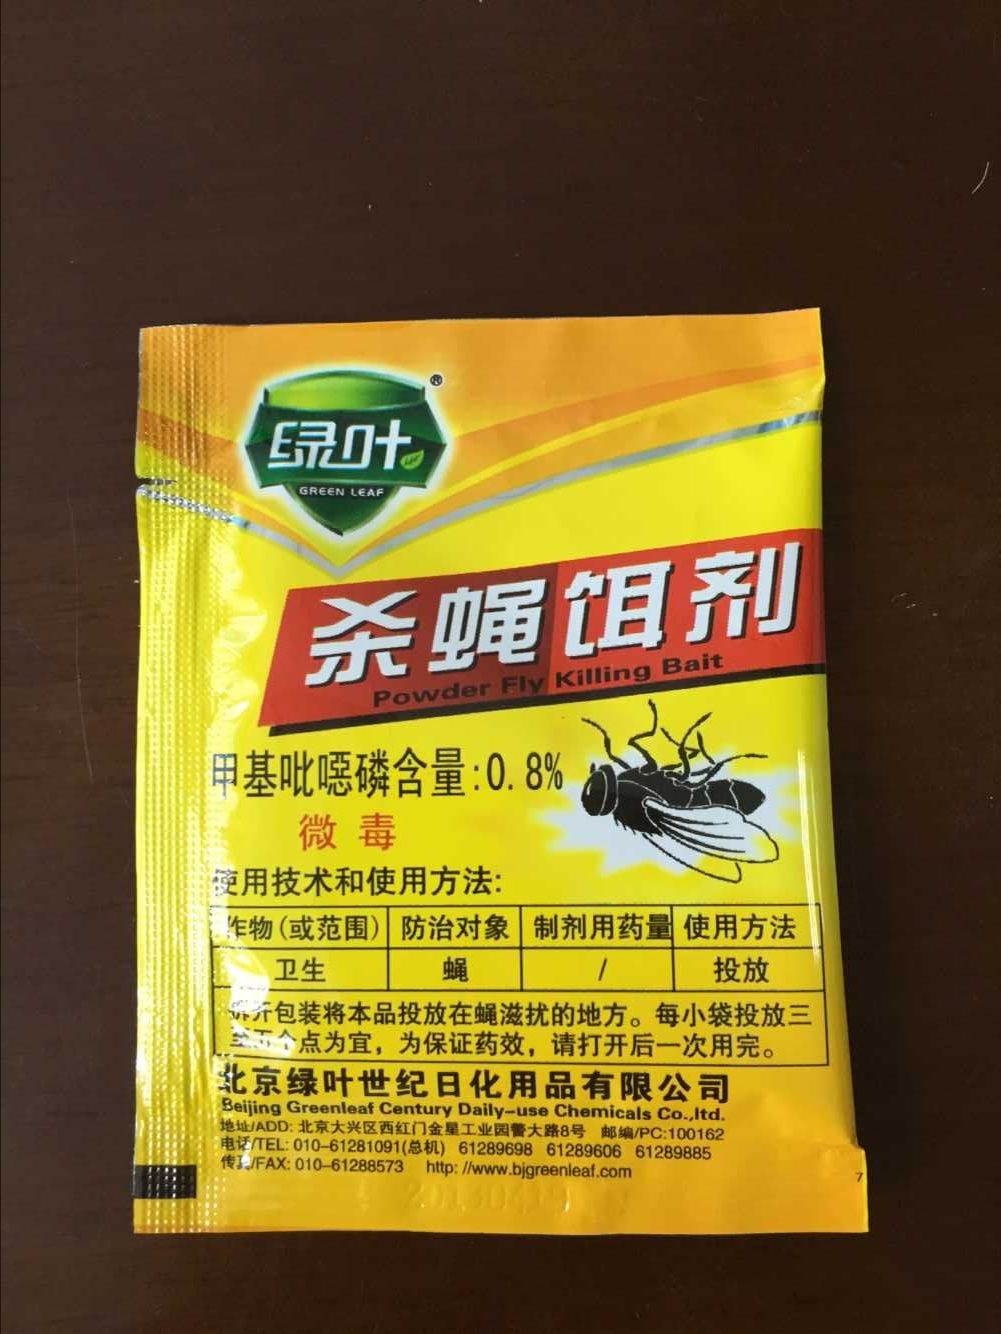 绿叶®
GREEN LEAF
杀蝇饵剂
Powder Fly Killing Bait
甲基吡噁磷含量:0.8%
微毒
使用技术和使用方法:
作物(或范围) 防治对象 制剂用药量 使用方法
卫生 蝇 / 投放
拆开包装将本品投放在蝇滋扰的地方。每小袋投放三
至五个点为宜，为保证药效，请打开后一次用完。
北京绿叶世纪日化用品有限公司
Beijing Greenleaf Century Daily-use Chemicals Co.,ltd.
地址/ADD: 北京大兴区西红门金星工业园警大路8号 邮编/PC:100162
电话/TEL: 010-61281091(总机) 61289698 61289606 61289885
传真/FAX: 010-61288573 http: //www.bjgreenleaf.com
7